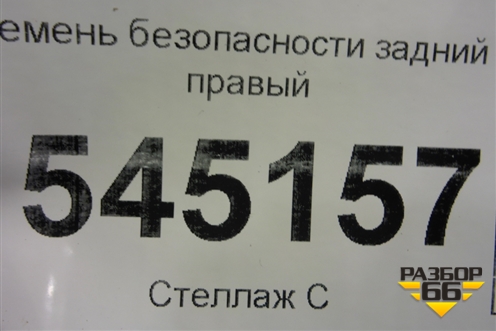 емень безопасности задний
правый
545157
Стеллаж С
РАЗБОР
66